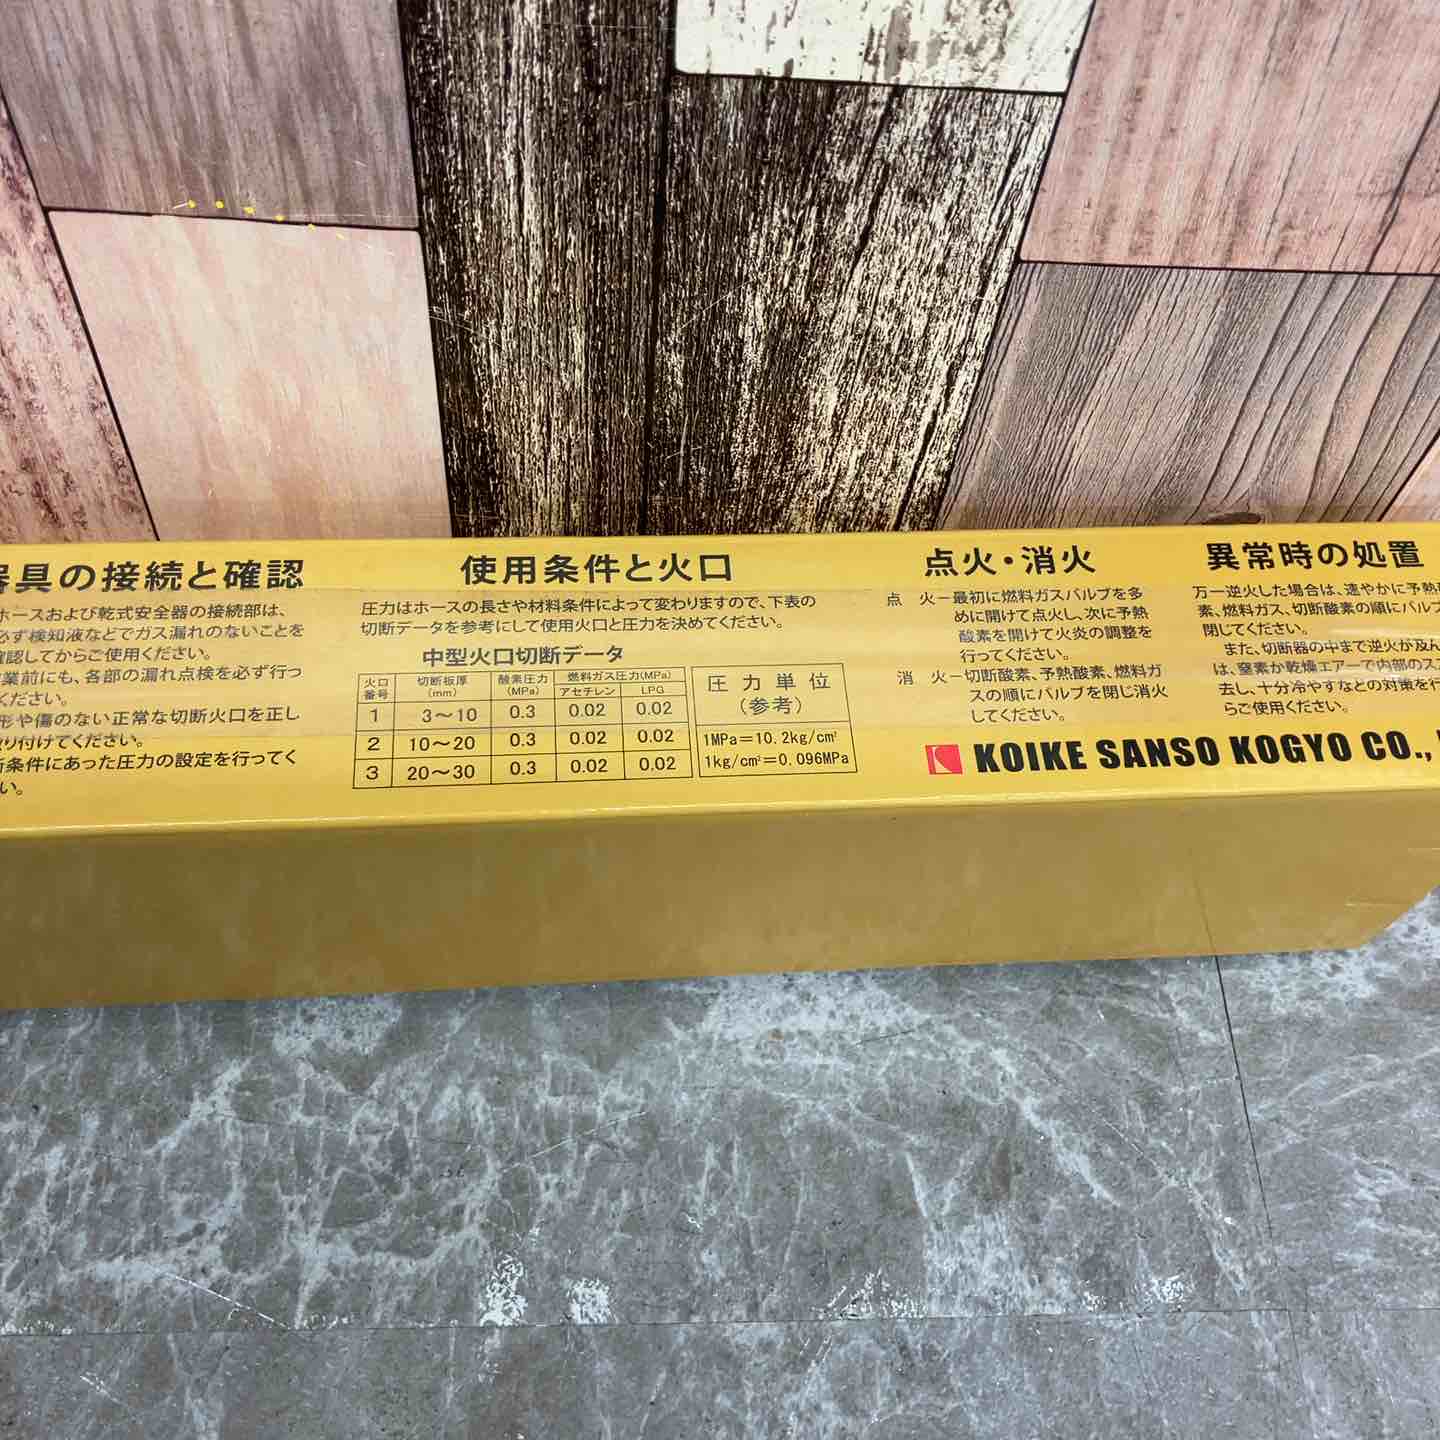 器具の接続と確認
ホースおよび乾式安全器の接続部は、
必ず検知液などでガス漏れのないことを
確認してからご使用ください。
業前にも、各部の漏れ点検を必ず行っ
ください。
形や傷のない正常な切断火口を正し
取り付けてください。
断条件にあった圧力の設定を行ってく
い。
使用条件と火口
圧力はホースの長さや材料条件によって変わりますので、下表の
切断データを参考にして使用火口と圧力を決めてください。
中型火口切断データ
火口番号 切断板厚(mm) 酸素圧力(MPa) 燃料ガス圧力(MPa)
アセチレン LPG
1 3〜10 0.3 0.02 0.02
2 10〜20 0.3 0.02 0.02
3 20〜30 0.3 0.02 0.02
圧力単位
(参考)
1MPa=10.2kg/cm²
1kg/cm²=0.096MPa
点火・消火
点 火−最初に燃料ガスバルブを多
めに開けて点火し、次に予熱
酸素を開けて火炎の調整を
行ってください。
消 火−切断酸素、予熱酸素、燃料ガ
スの順にバルブを閉じ消火
してください。
異常時の処置
万一逆火した場合は、速やかに予熱
素、燃料ガス、切断酸素の順にバルブ
閉じてください。
また、切断器の中まで逆火が及ん
は、窒素か乾燥エアーで内部のス
去し、十分冷やすなどの対策を行
らご使用ください。
KOIKE SANSO KOGYO CO.,